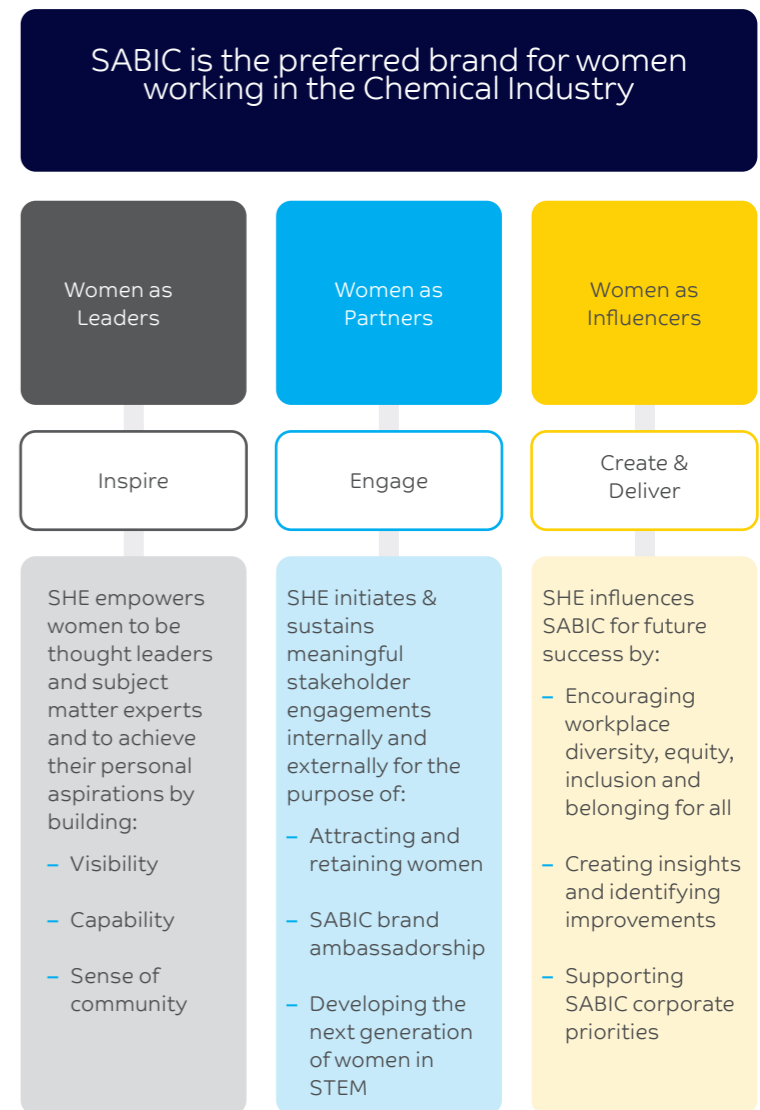 SABIC is the preferred brand for women
working in the Chemical Industry
Women as
Leaders
Inspire
SHE empowers
women to be
thought leaders
and subject
matter experts
and to achieve
their personal
aspirations by
building:
– Visibility
– Capability
– Sense of
community
Women as
Partners
Engage
SHE initiates &
sustains
meaningful
stakeholder
engagements
internally and
externally for the
purpose of:
– Attracting and
retaining women
– SABIC brand
ambassadorship
– Developing the
next generation
of women in
STEM
Women as
Influencers
Create &
Deliver
SHE influences
SABIC for future
success by:
– Encouraging
workplace
diversity, equity,
inclusion and
belonging for all
– Creating insights
and identifying
improvements
– Supporting
SABIC corporate
priorities